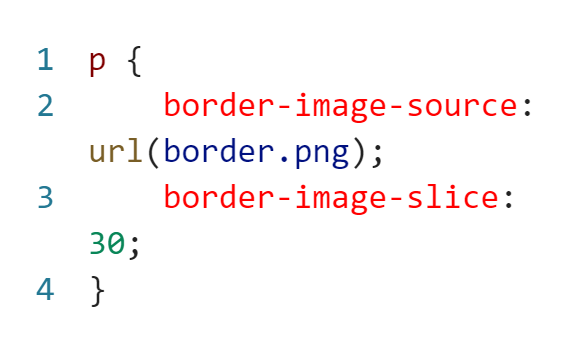 1 p {
2 border-image-source:
url(border.png);
3 border-image-slice:
30;
4 }